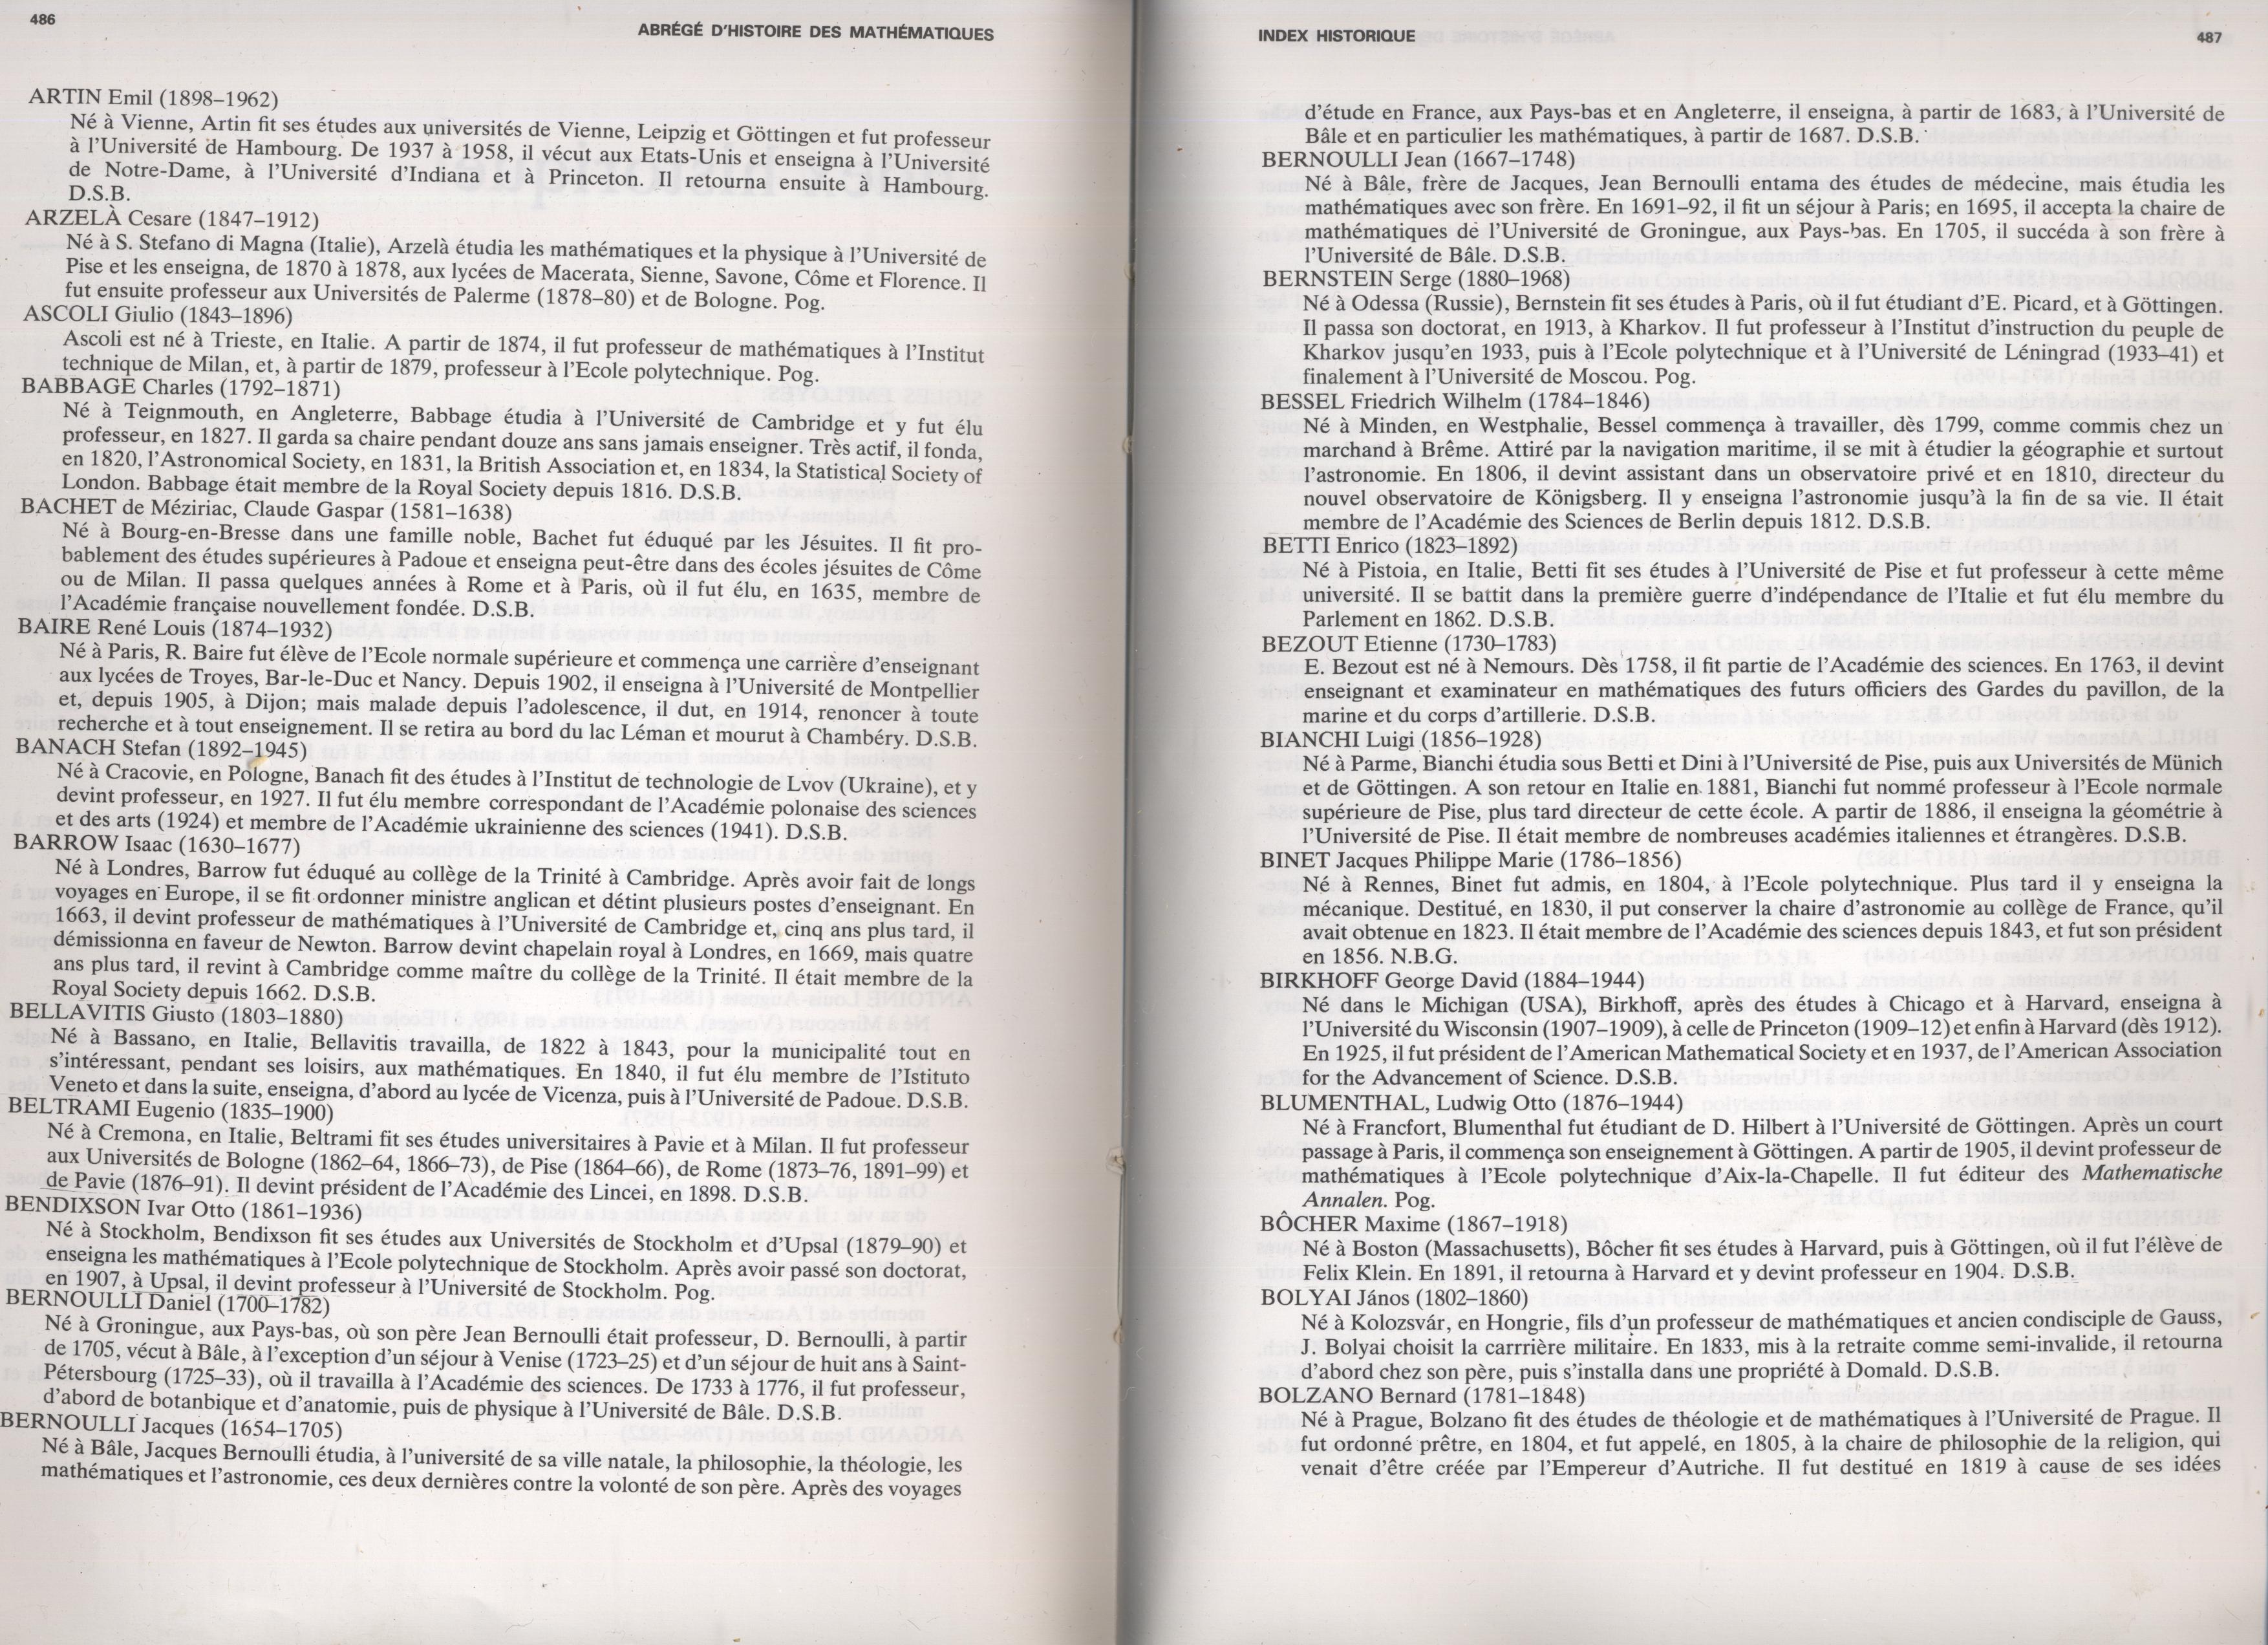 486
ABRÉGÉ D'HISTOIRE DES MATHÉMATIQUES
ARTIN Emil (1898–1962)
Né à Vienne, Artin fit ses études aux universités de Vienne, Leipzig et Göttingen et fut professeur
à l'Université de Hambourg. De 1937 à 1958, il vécut aux Etats-Unis et enseigna à l'Université
de Notre-Dame, à l'Université d'Indiana et à Princeton. Il retourna ensuite à Hambourg.
D.S.B.
ARZELÀ Cesare (1847–1912)
Né à S. Stefano di Magna (Italie), Arzelà étudia les mathématiques et la physique à l'Université de
Pise et les enseigna, de 1870 à 1878, aux lycées de Macerata, Sienne, Savone, Côme et Florence. Il
fut ensuite professeur aux Universités de Palerme (1878–80) et de Bologne. Pog.
ASCOLI Giulio (1843–1896)
Ascoli est né à Trieste, en Italie. A partir de 1874, il fut professeur de mathématiques à l'Institut
technique de Milan, et, à partir de 1879, professeur à l'Ecole polytechnique. Pog.
BABBAGE Charles (1792–1871)
Né à Teignmouth, en Angleterre, Babbage étudia à l'Université de Cambridge et y fut élu
professeur, en 1827. Il garda sa chaire pendant douze ans sans jamais enseigner. Très actif, il fonda,
en 1820, l'Astronomical Society, en 1831, la British Association et, en 1834, la Statistical Society of
London. Babbage était membre de la Royal Society depuis 1816. D.S.B.
BACHET de Méziriac, Claude Gaspar (1581–1638)
Né à Bourg-en-Bresse dans une famille noble, Bachet fut éduqué par les Jésuites. Il fit pro-
bablement des études supérieures à Padoue et enseigna peut-être dans des écoles jésuites de Côme
ou de Milan. Il passa quelques années à Rome et à Paris, où il fut élu, en 1635, membre de
l'Académie française nouvellement fondée. D.S.B.
BAIRE René Louis (1874–1932)
Né à Paris, R. Baire fut élève de l'Ecole normale supérieure et commença une carrière d'enseignant
aux lycées de Troyes, Bar-le-Duc et Nancy. Depuis 1902, il enseigna à l'Université de Montpellier
et, depuis 1905, à Dijon; mais malade depuis l'adolescence, il dut, en 1914, renoncer à toute
recherche et à tout enseignement. Il se retira au bord du lac Léman et mourut à Chambéry. D.S.B.
BANACH Stefan (1892–1945)
Né à Cracovie, en Pologne, Banach fit des études à l'Institut de technologie de Lvov (Ukraine), et y
devint professeur, en 1927. Il fut élu membre correspondant de l'Académie polonaise des sciences
et des arts (1924) et membre de l'Académie ukrainienne des sciences (1941). D.S.B.
BARROW Isaac (1630–1677)
Né à Londres, Barrow fut éduqué au collège de la Trinité à Cambridge. Après avoir fait de longs
voyages en Europe, il se fit ordonner ministre anglican et détint plusieurs postes d'enseignant. En
1663, il devint professeur de mathématiques à l'Université de Cambridge et, cinq ans plus tard, il
démissionna en faveur de Newton. Barrow devint chapelain royal à Londres, en 1669, mais quatre
ans plus tard, il revint à Cambridge comme maître du collège de la Trinité. Il était membre de la
Royal Society depuis 1662. D.S.B.
BELLAVITIS Giusto (1803–1880)
Né à Bassano, en Italie, Bellavitis travailla, de 1822 à 1843, pour la municipalité tout en
s'intéressant, pendant ses loisirs, aux mathématiques. En 1840, il fut élu membre de l'Istituto
Veneto et dans la suite, enseigna, d'abord au lycée de Vicenza, puis à l'Université de Padoue. D.S.B.
BELTRAMI Eugenio (1835–1900)
Né à Cremona, en Italie, Beltrami fit ses études universitaires à Pavie et à Milan. Il fut professeur
aux Universités de Bologne (1862–64, 1866–73), de Pise (1864–66), de Rome (1873–76, 1891–99) et
de Pavie (1876–91). Il devint président de l'Académie des Lincei, en 1898. D.S.B.
BENDIXSON Ivar Otto (1861–1936)
Né à Stockholm, Bendixson fit ses études aux Universités de Stockholm et d'Upsal (1879–90) et
enseigna les mathématiques à l'Ecole polytechnique de Stockholm. Après avoir passé son doctorat,
en 1907, à Upsal, il devint professeur à l'Université de Stockholm. Pog.
BERNOULLI Daniel (1700–1782)
Né à Groningue, aux Pays-bas, où son père Jean Bernoulli était professeur, D. Bernoulli, à partir
de 1705, vécut à Bâle, à l'exception d'un séjour à Venise (1723–25) et d'un séjour de huit ans à Saint-
Pétersbourg (1725–33), où il travailla à l'Académie des sciences. De 1733 à 1776, il fut professeur,
d'abord de botanbique et d'anatomie, puis de physique à l'Université de Bâle. D.S.B.
BERNOULLI Jacques (1654–1705)
Né à Bâle, Jacques Bernoulli étudia, à l'université de sa ville natale, la philosophie, la théologie, les
mathématiques et l'astronomie, ces deux dernières contre la volonté de son père. Après des voyages
INDEX HISTORIQUE
487
d'étude en France, aux Pays-bas et en Angleterre, il enseigna, à partir de 1683, à l'Université de
Bâle et en particulier les mathématiques, à partir de 1687. D.S.B.
BERNOULLI Jean (1667–1748)
Né à Bâle, frère de Jacques, Jean Bernoulli entama des études de médecine, mais étudia les
mathématiques avec son frère. En 1691–92, il fit un séjour à Paris; en 1695, il accepta la chaire de
mathématiques de l'Université de Groningue, aux Pays-bas. En 1705, il succéda à son frère à
l'Université de Bâle. D.S.B.
BERNSTEIN Serge (1880–1968)
Né à Odessa (Russie), Bernstein fit ses études à Paris, où il fut étudiant d'E. Picard, et à Göttingen.
Il passa son doctorat, en 1913, à Kharkov. Il fut professeur à l'Institut d'instruction du peuple de
Kharkov jusqu'en 1933, puis à l'Ecole polytechnique et à l'Université de Léningrad (1933–41) et
finalement à l'Université de Moscou. Pog.
BESSEL Friedrich Wilhelm (1784–1846)
Né à Minden, en Westphalie, Bessel commença à travailler, dès 1799, comme commis chez un
marchand à Brême. Attiré par la navigation maritime, il se mit à étudier la géographie et surtout
l'astronomie. En 1806, il devint assistant dans un observatoire privé et en 1810, directeur du
nouvel observatoire de Königsberg. Il y enseigna l'astronomie jusqu'à la fin de sa vie. Il était
membre de l'Académie des Sciences de Berlin depuis 1812. D.S.B.
BETTI Enrico (1823–1892)
Né à Pistoia, en Italie, Betti fit ses études à l'Université de Pise et fut professeur à cette même
université. Il se battit dans la première guerre d'indépendance de l'Italie et fut élu membre du
Parlement en 1862. D.S.B.
BEZOUT Etienne (1730–1783)
E. Bezout est né à Nemours. Dès 1758, il fit partie de l'Académie des sciences. En 1763, il devint
enseignant et examinateur en mathématiques des futurs officiers des Gardes du pavillon, de la
marine et du corps d'artillerie. D.S.B.
BIANCHI Luigi (1856–1928)
Né à Parme, Bianchi étudia sous Betti et Dini à l'Université de Pise, puis aux Universités de Münich
et de Göttingen. A son retour en Italie en 1881, Bianchi fut nommé professeur à l'Ecole normale
supérieure de Pise, plus tard directeur de cette école. A partir de 1886, il enseigna la géométrie à
l'Université de Pise. Il était membre de nombreuses académies italiennes et étrangères. D.S.B.
BINET Jacques Philippe Marie (1786–1856)
Né à Rennes, Binet fut admis, en 1804, à l'Ecole polytechnique. Plus tard il y enseigna la
mécanique. Destitué, en 1830, il put conserver la chaire d'astronomie au collège de France, qu'il
avait obtenue en 1823. Il était membre de l'Académie des sciences depuis 1843, et fut son président
en 1856. N.B.G.
BIRKHOFF George David (1884–1944)
Né dans le Michigan (USA), Birkhoff, après des études à Chicago et à Harvard, enseigna à
l'Université du Wisconsin (1907–1909), à celle de Princeton (1909–12) et enfin à Harvard (dès 1912).
En 1925, il fut président de l'American Mathematical Society et en 1937, de l'American Association
for the Advancement of Science. D.S.B.
BLUMENTHAL, Ludwig Otto (1876–1944)
Né à Francfort, Blumenthal fut étudiant de D. Hilbert à l'Université de Göttingen. Après un court
passage à Paris, il commença son enseignement à Göttingen. A partir de 1905, il devint professeur de
mathématiques à l'Ecole polytechnique d'Aix-la-Chapelle. Il fut éditeur des Mathematische
Annalen. Pog.
BÔCHER Maxime (1867–1918)
Né à Boston (Massachusetts), Bôcher fit ses études à Harvard, puis à Göttingen, où il fut l'élève de
Felix Klein. En 1891, il retourna à Harvard et y devint professeur en 1904. D.S.B.
BOLYAI János (1802–1860)
Né à Kolozsvár, en Hongrie, fils d'un professeur de mathématiques et ancien condisciple de Gauss,
J. Bolyai choisit la carrrière militaire. En 1833, mis à la retraite comme semi-invalide, il retourna
d'abord chez son père, puis s'installa dans une propriété à Domald. D.S.B.
BOLZANO Bernard (1781–1848)
Né à Prague, Bolzano fit des études de théologie et de mathématiques à l'Université de Prague. Il
fut ordonné prêtre, en 1804, et fut appelé, en 1805, à la chaire de philosophie de la religion, qui
venait d'être créée par l'Empereur d'Autriche. Il fut destitué en 1819 à cause de ses idées